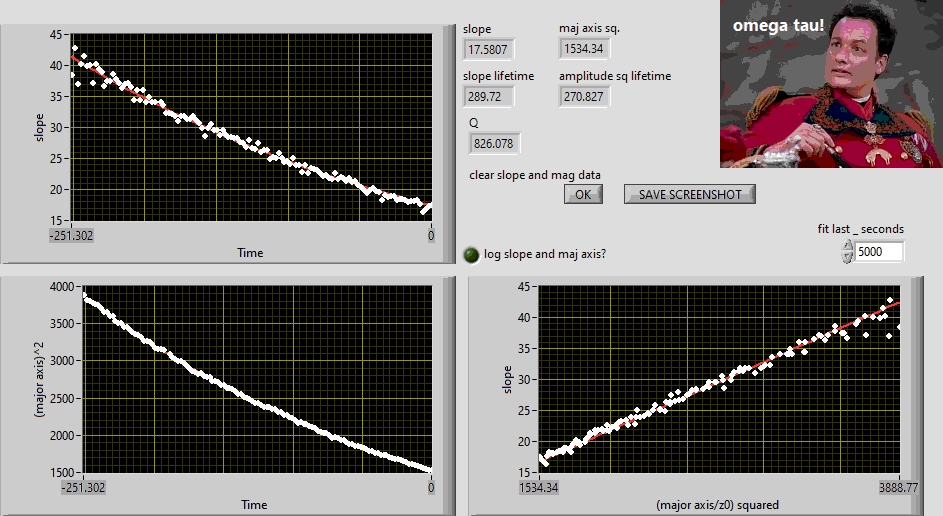 slope
17.5807
maj axis sq.
1534.34
slope lifetime
289.72
amplitude sq lifetime
270.827
Q
826.078
clear slope and mag data
OK
SAVE SCREENSHOT
log slope and maj axis?
fit last _ seconds
5000
omega tau!
45
40
35
30
25
20
15
slope
-251.302
0
Time
4000
3500
3000
2500
2000
1500
(major axis)^2
-251.302
0
Time
45
40
35
30
25
20
15
slope
1534.34
3888.77
(major axis/z0) squared